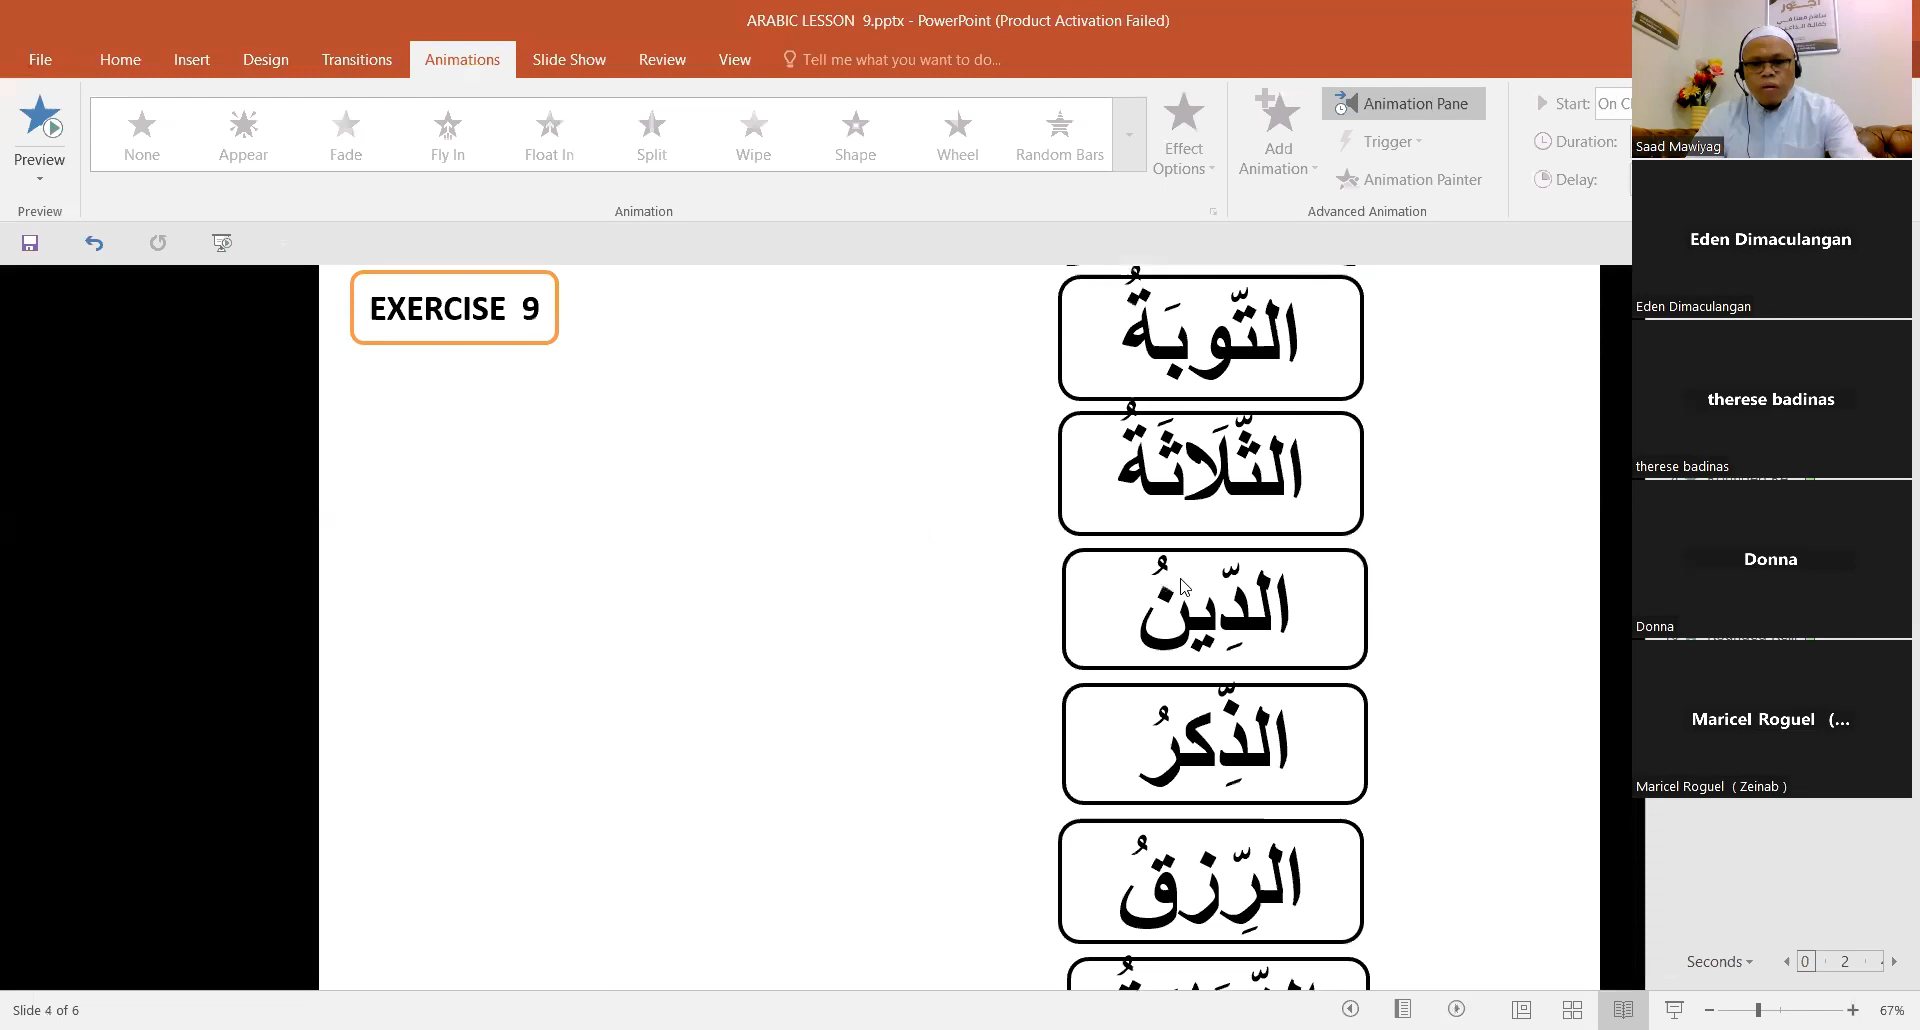 ARABIC LESSON 9.pptx - PowerPoint (Product Activation Failed)
File Home Insert Design Transitions Animations Slide Show Review View Tell me what you want to do...
Preview
None Appear Fade Fly In Float In Split Wipe Shape Wheel Random Bars
Effect Options
Add Animation
Animation Pane
Trigger
Animation Painter
Start: On Cl
Duration:
Delay:
Preview Animation Advanced Animation
Saad Mawiyag
Eden Dimaculangan
Eden Dimaculangan
therese badinas
therese badinas
Donna
Donna
Maricel Roguel (...
Maricel Roguel ( Zeinab )
EXERCISE 9
التّوبَةُ
الثّلَاثَةُ
الدِّينُ
الذِّكرُ
الرِّزقُ
Seconds 0 2
Slide 4 of 6
67%